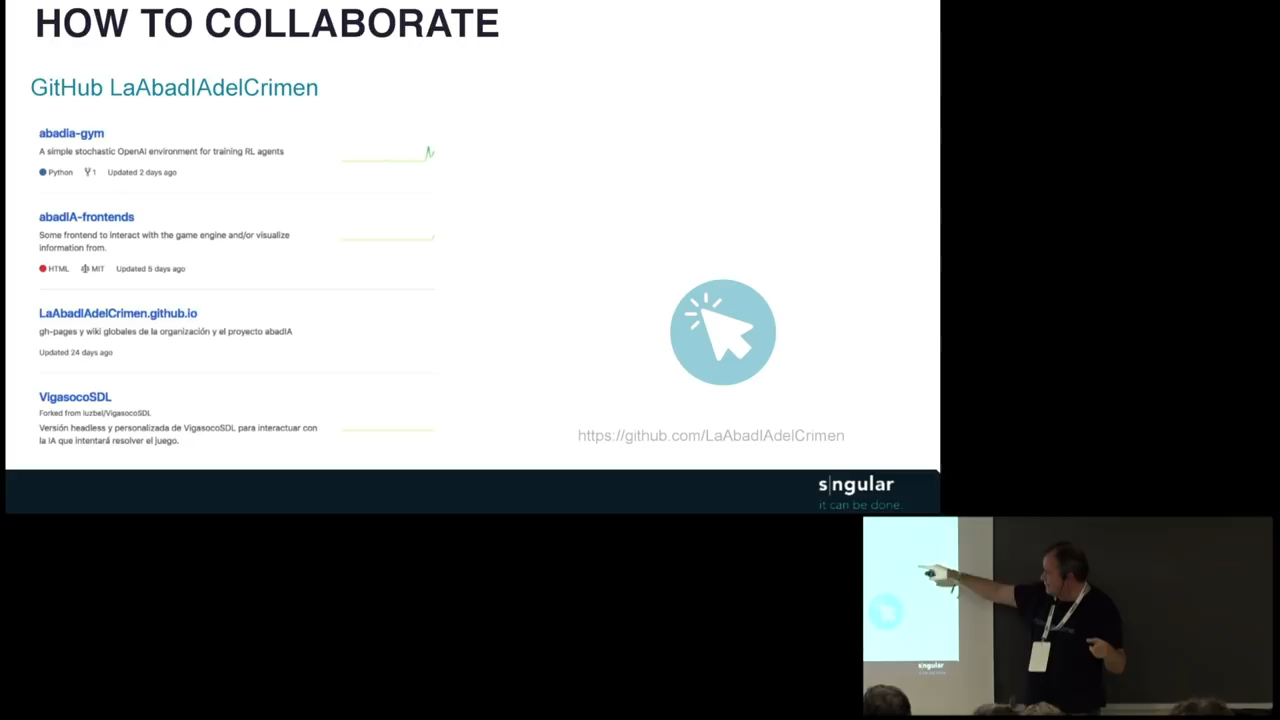 HOW TO COLLABORATE
GitHub LaAbadIAdelCrimen
abadia-gym
A simple stochastic OpenAI environment for training RL agents
Python 1 Updated 2 days ago
abadIA-frontends
Some frontend to interact with the game engine and/or visualize
information from.
HTML MIT Updated 5 days ago
LaAbadIAdelCrimen.github.io
gh-pages y wiki globales de la organización y el proyecto abadIA
Updated 24 days ago
VigasocoSDL
Forked from luzbel/VigasocoSDL
Versión headless y personalizada de VigasocoSDL para interactuar con
la IA que intentará resolver el juego.
https://github.com/LaAbadIAdelCrimen
s|ngular
it can be done.
s|ngular